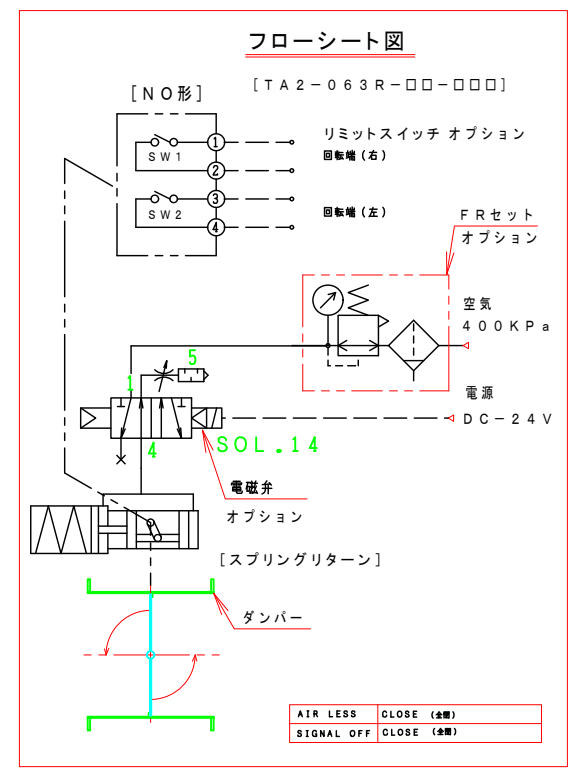 フローシート図
[TA2-063R-□□-□□□]
[NO形]
リミットスイッチ オプション
SW1
1
回転端(右)
2
SW2
3
回転端(左)
4
FRセット
オプション
空気
400KPa
電源
DC-24V
5
1
4
SOL.14
電磁弁
オプション
[スプリングリターン]
ダンパー
AIR LESS CLOSE (全閉)
SIGNAL OFF CLOSE (全閉)